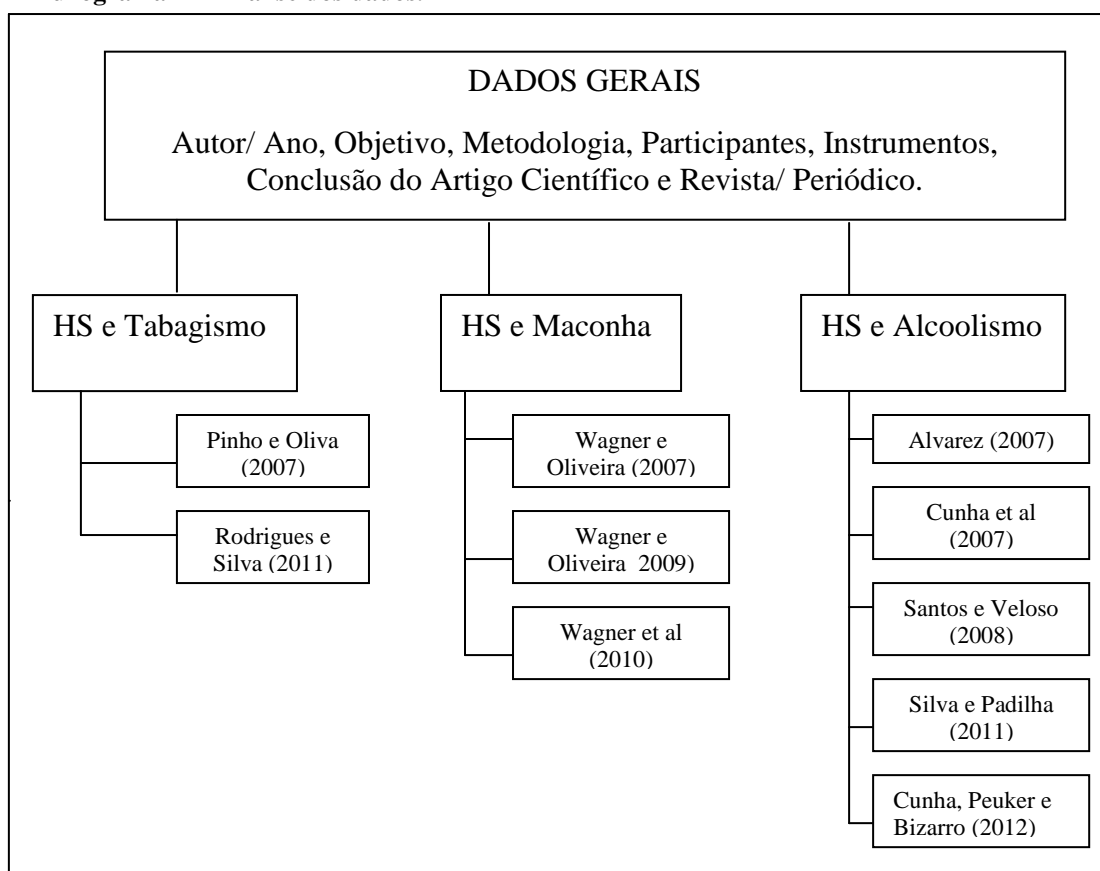 DADOS GERAIS
Autor/ Ano, Objetivo, Metodologia, Participantes, Instrumentos,
Conclusão do Artigo Científico e Revista/ Periódico.
HS e Tabagismo
Pinho e Oliva
(2007)
Rodrigues e
Silva (2011)
HS e Maconha
Wagner e
Oliveira (2007)
Wagner e
Oliveira 2009)
Wagner et al
(2010)
HS e Alcoolismo
Alvarez (2007)
Cunha et al
(2007)
Santos e Veloso
(2008)
Silva e Padilha
(2011)
Cunha, Peuker e
Bizarro (2012)